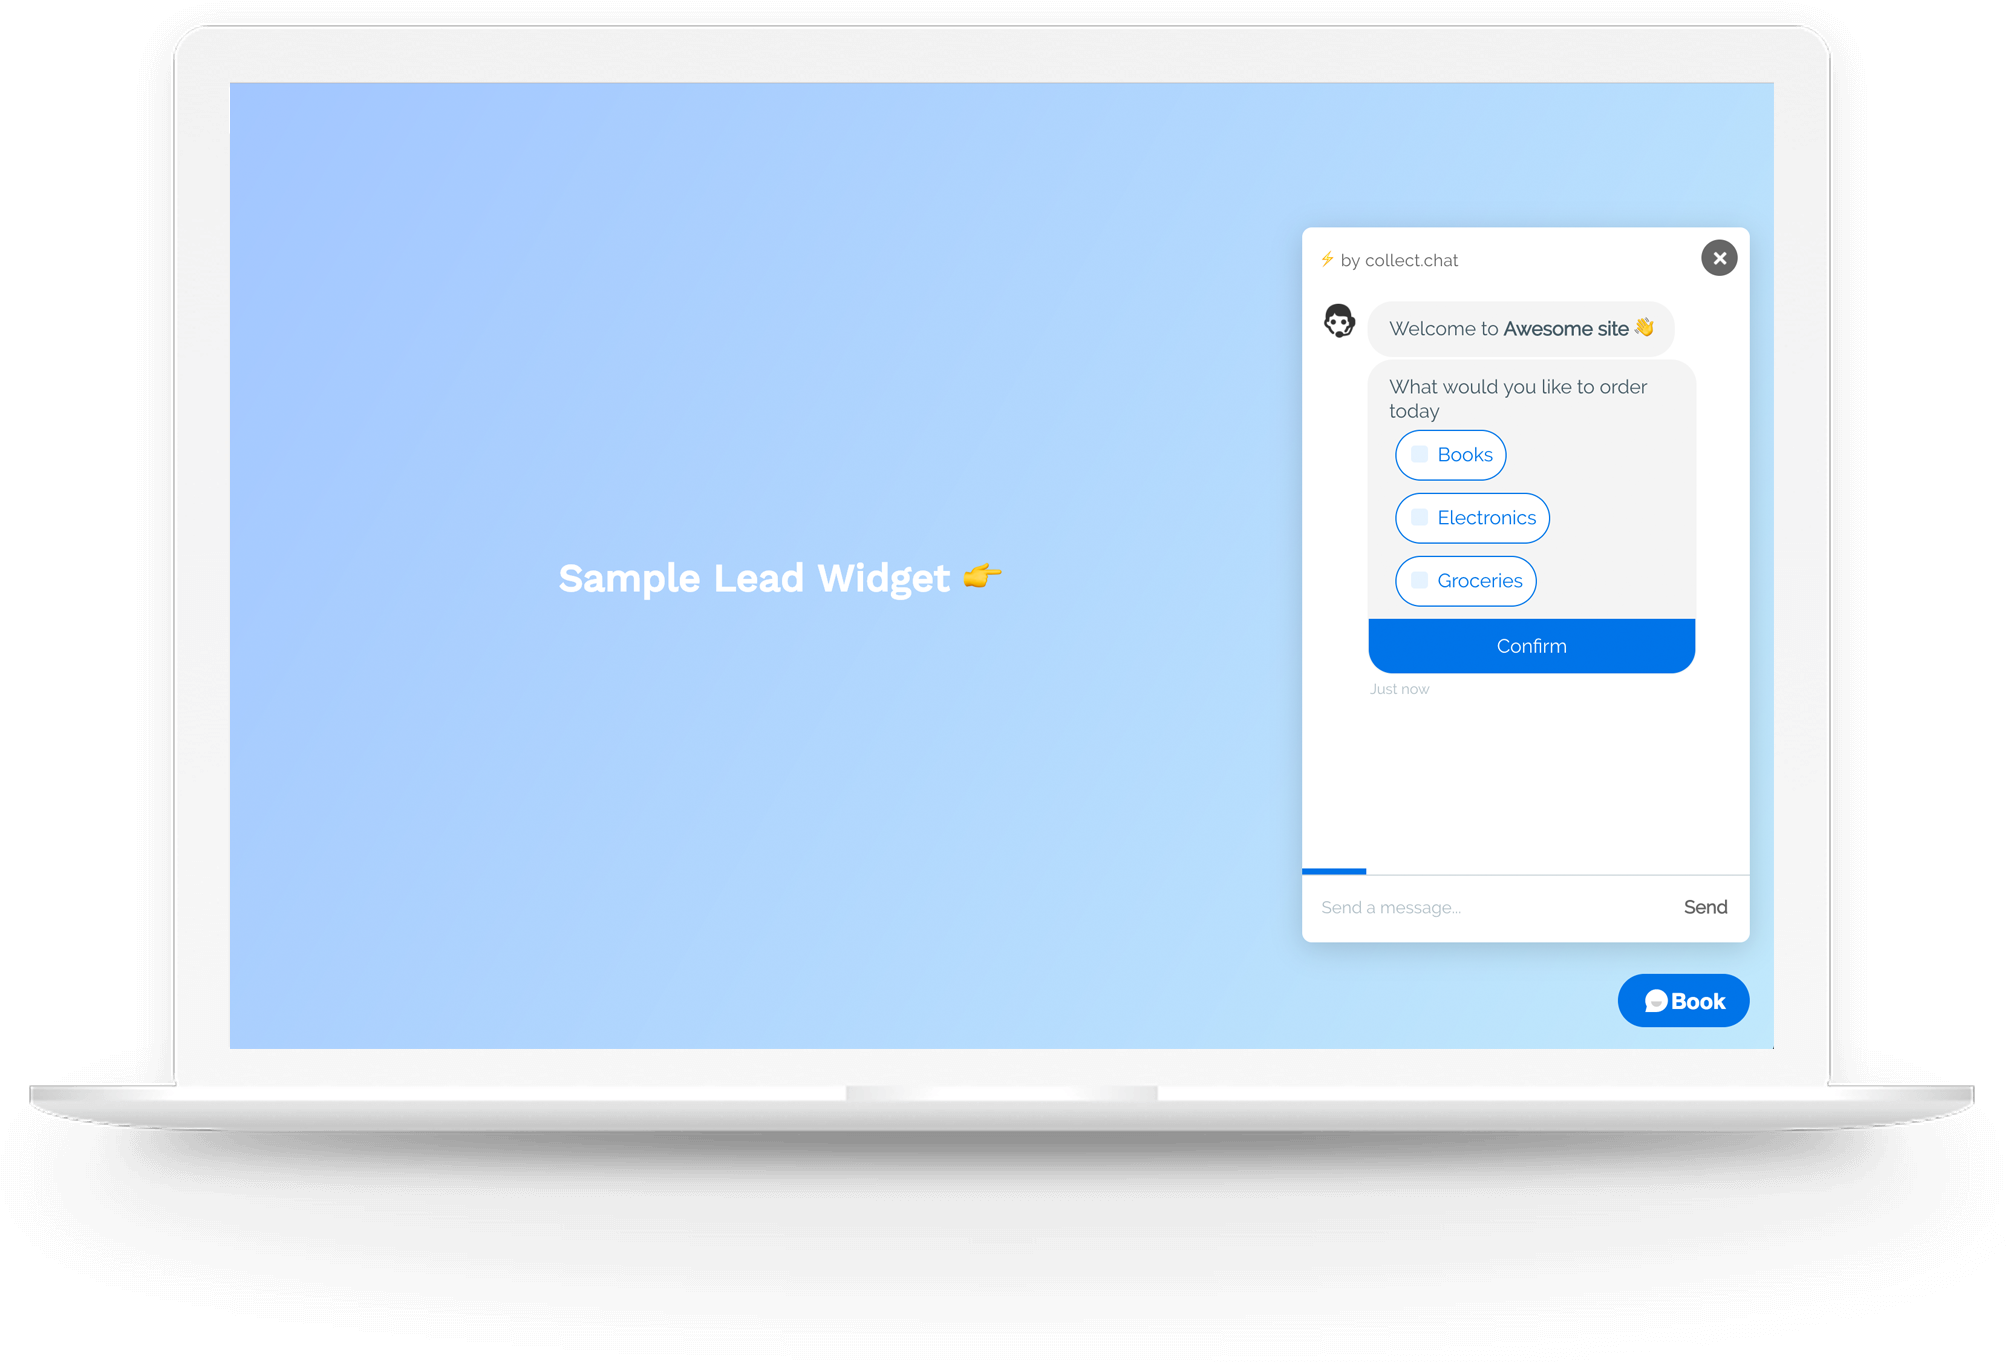 ⚡ by collect.chat
Welcome to Awesome site 👋
What would you like to order
today
Books
Electronics
Groceries
Confirm
Just now
Sample Lead Widget 👉
Send a message...
Send
Book